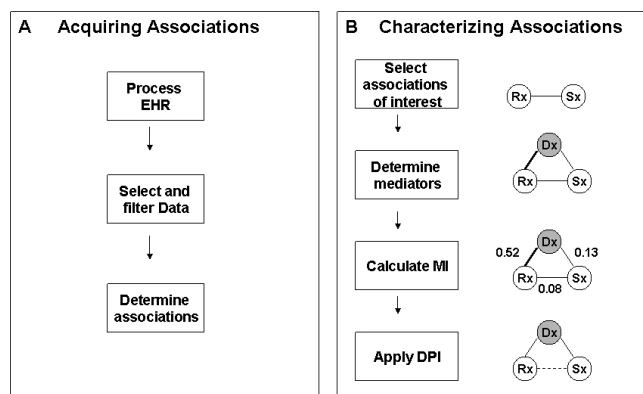 A Acquiring Associations
Process
EHR
Select and
filter Data
Determine
associations
B Characterizing Associations
Select
associations
of interest
Rx
Sx
Determine
mediators
Dx
Rx
Sx
Calculate MI
Dx
0.52
0.13
Rx
Sx
0.08
Apply DPI
Dx
Rx
Sx